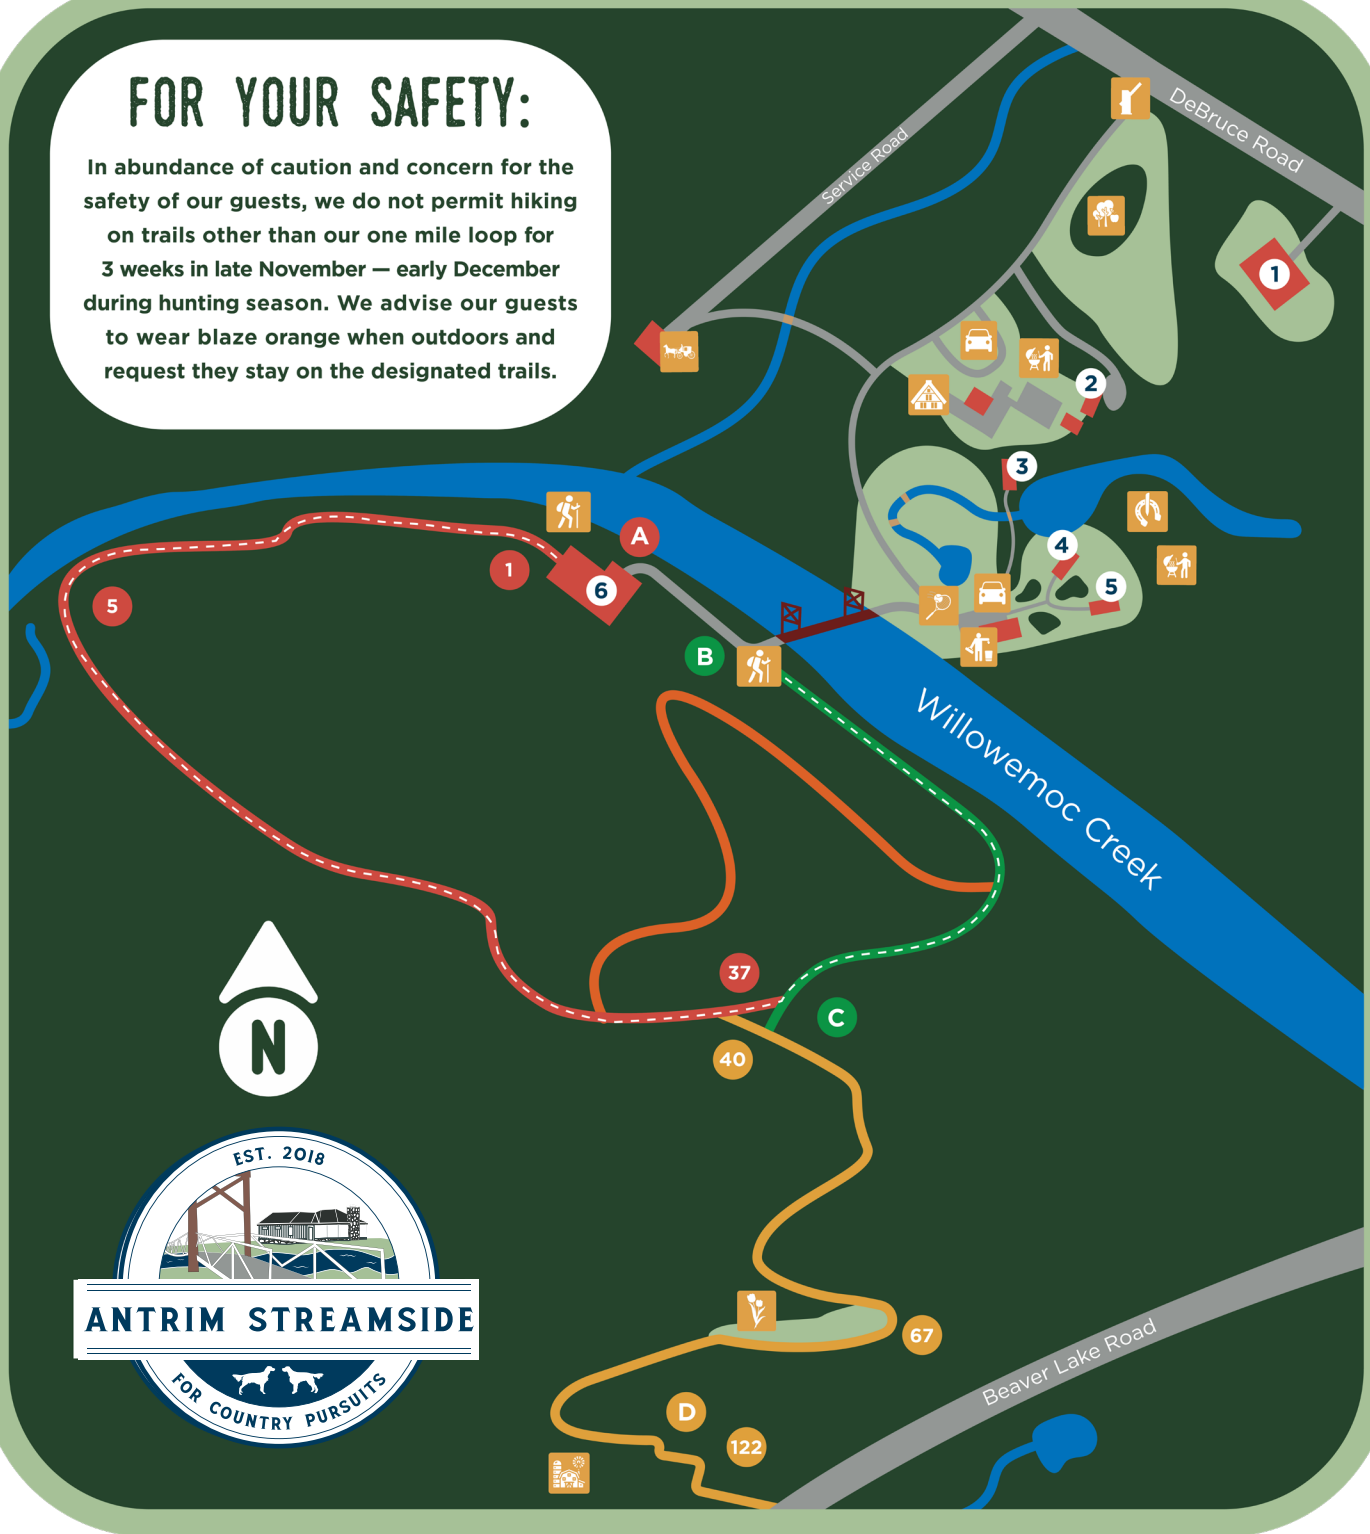 FOR YOUR SAFETY:
In abundance of caution and concern for the
safety of our guests, we do not permit hiking
on trails other than our one mile loop for
3 weeks in late November — early December
during hunting season. We advise our guests
to wear blaze orange when outdoors and
request they stay on the designated trails.
Service Road
DeBruce Road
1
2
3
4
5
A
1
6
5
B
Willowemoc Creek
37
C
40
N
EST. 2018
ANTRIM STREAMSIDE
FOR COUNTRY PURSUITS
67
Beaver Lake Road
D
122